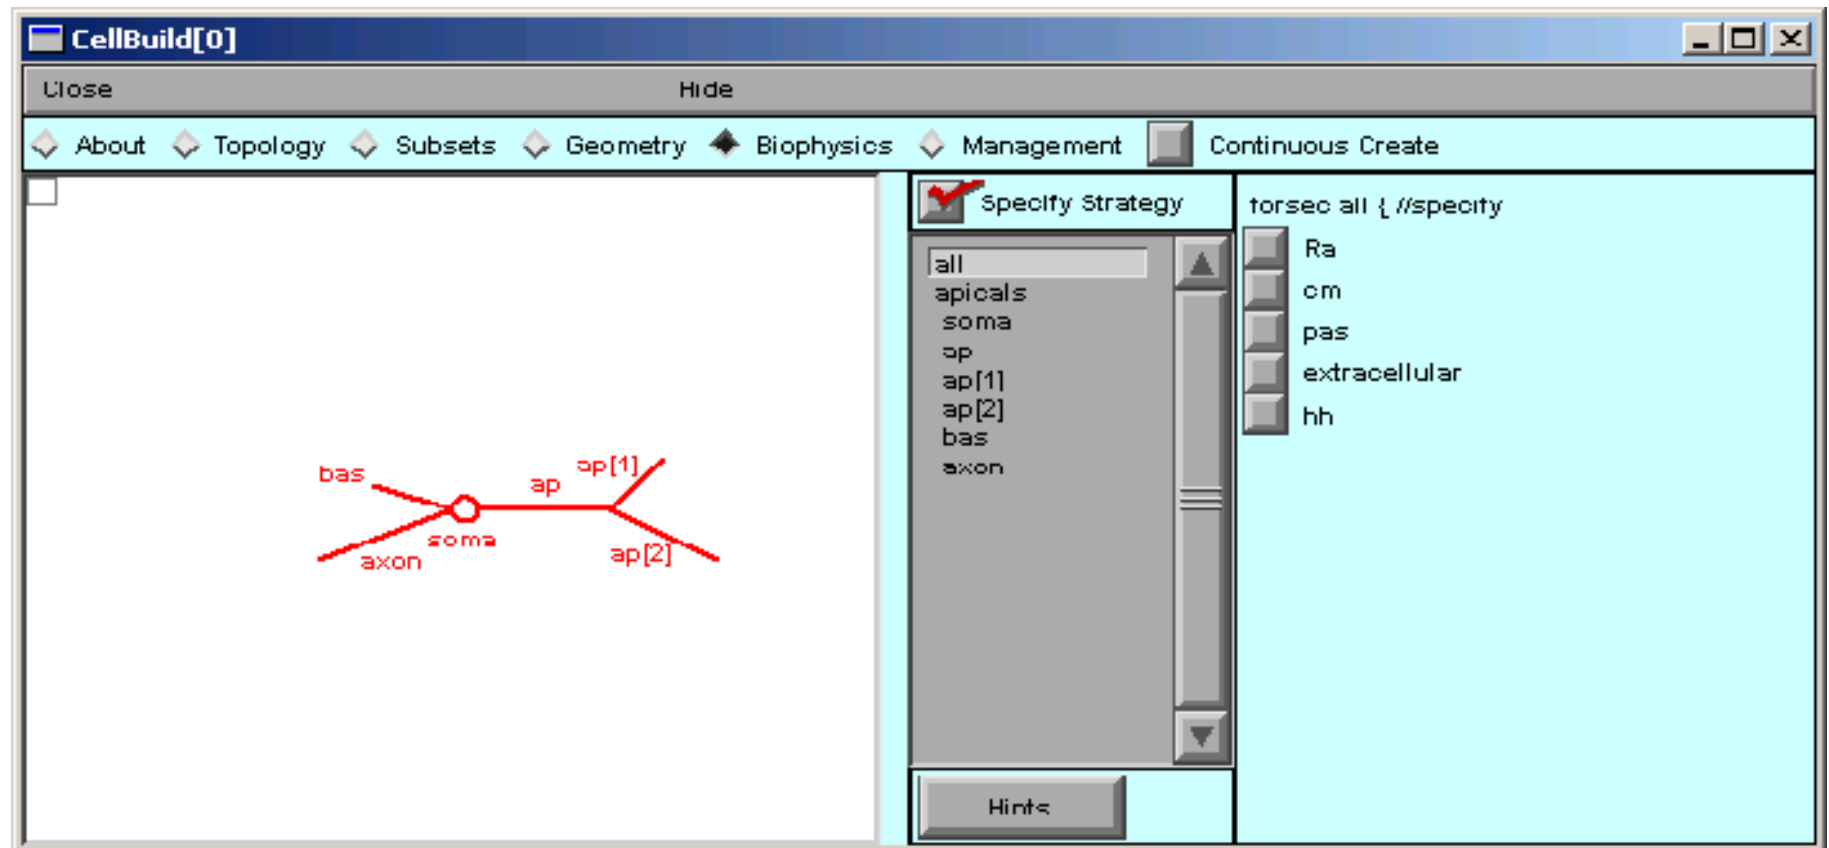 CellBuild[0]
Close Hide
About Topology Subsets Geometry Biophysics Management Continuous Create
Specify Strategy
all
apicals
soma
ap
ap[1]
ap[2]
bas
axon
Hints
forsec all { //specify
Ra
cm
pas
extracellular
hh
bas
ap
ap[1]
soma
axon
ap[2]